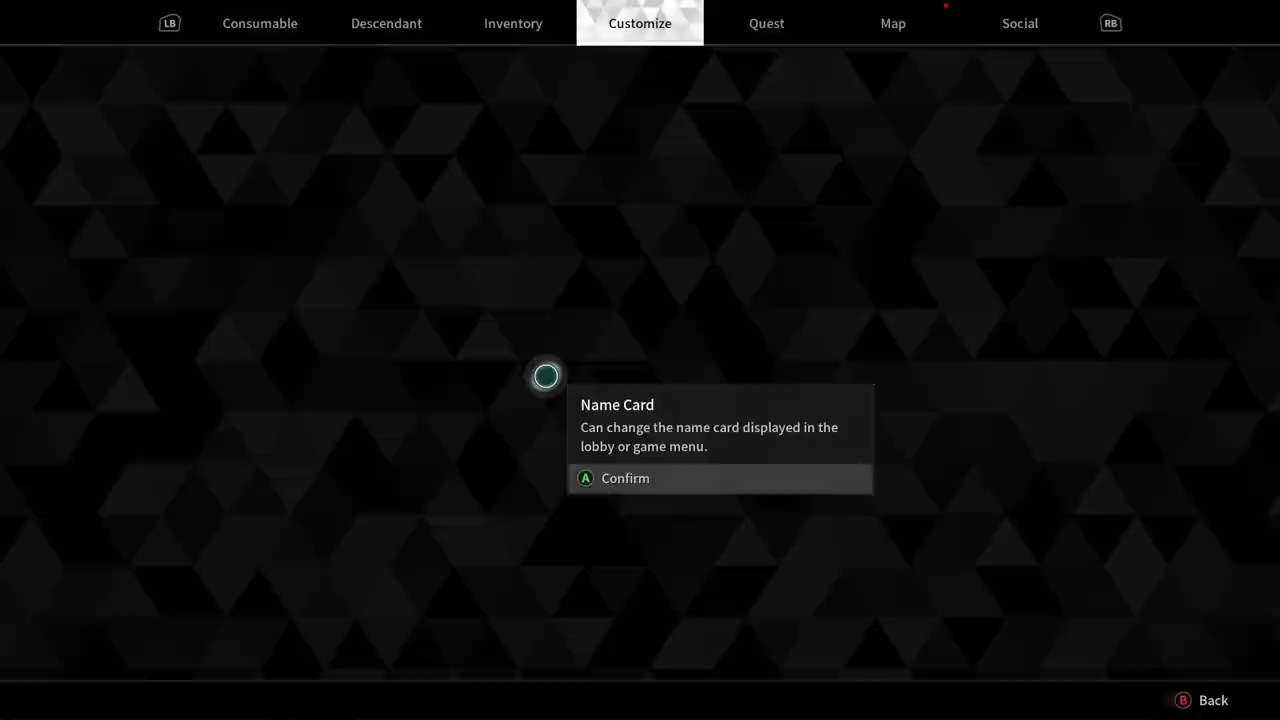 LB Consumable Descendant Inventory Customize Quest Map Social RB
Name Card
Can change the name card displayed in the
lobby or game menu.
A Confirm
B Back